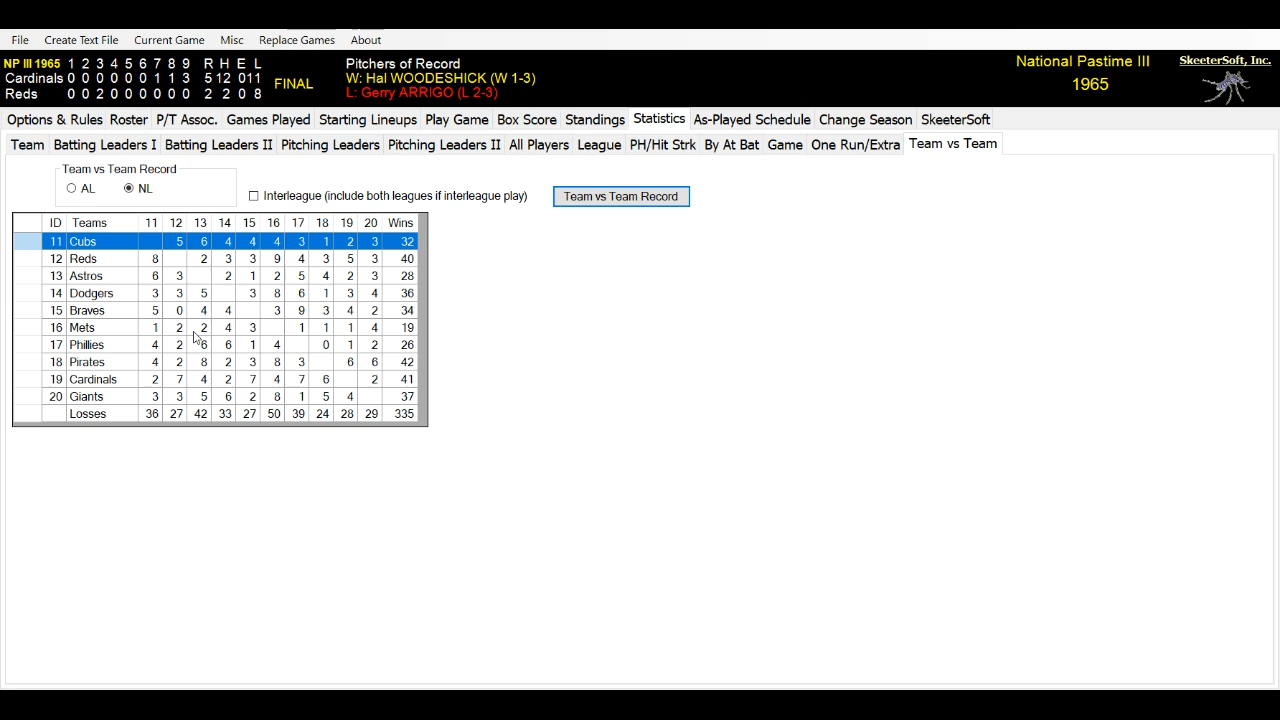 File Create Text File Current Game Misc Replace Games About
NP III 1965 1 2 3 4 5 6 7 8 9 R H E L
Cardinals 0 0 0 0 0 0 1 1 3 5 12 0 11
Reds 0 0 2 0 0 0 0 0 0 2 2 0 8
FINAL
Pitchers of Record
W: Hal WOODESHICK (W 1-3)
L: Gerry ARRIGO (L 2-3)
National Pastime III
1965
SkeeterSoft, Inc.
Options & Rules Roster P/T Assoc. Games Played Starting Lineups Play Game Box Score Standings Statistics As-Played Schedule Change Season SkeeterSoft
Team Batting Leaders I Batting Leaders II Pitching Leaders Pitching Leaders II All Players League PH/Hit Strk By At Bat Game One Run/Extra Team vs Team
Team vs Team Record
AL NL
Interleague (include both leagues if interleague play)
Team vs Team Record
ID Teams 11 12 13 14 15 16 17 18 19 20 Wins
11 Cubs 5 6 4 4 4 3 1 2 3 32
12 Reds 8 2 3 3 9 4 3 5 3 40
13 Astros 6 3 2 1 2 5 4 2 3 28
14 Dodgers 3 3 5 3 8 6 1 3 4 36
15 Braves 5 0 4 4 3 9 3 4 2 34
16 Mets 1 2 2 4 3 1 1 1 4 19
17 Phillies 4 2 6 6 1 4 0 1 2 26
18 Pirates 4 2 8 2 3 8 3 6 6 42
19 Cardinals 2 7 4 2 7 4 7 6 2 41
20 Giants 3 3 5 6 2 8 1 5 4 37
Losses 36 27 42 33 27 50 39 24 28 29 335